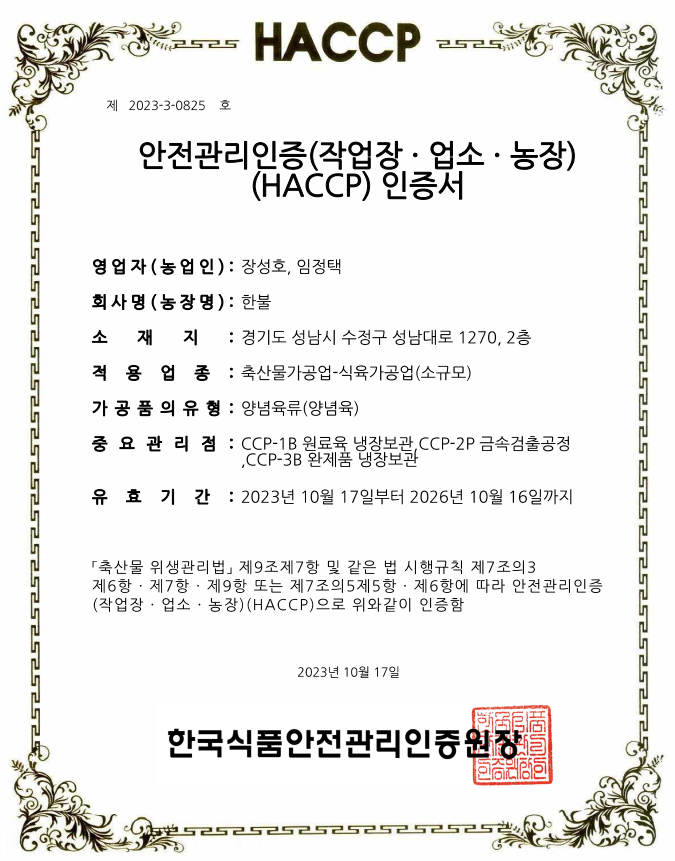 HACCP
제 2023-3-0825 호
안전관리인증(작업장 · 업소 · 농장)
(HACCP) 인증서
영업자(농업인) : 장성호, 임정택
회사명(농장명) : 한불
소 재 지 : 경기도 성남시 수정구 성남대로 1270, 2층
적 용 업 종 : 축산물가공업-식육가공업(소규모)
가공품의유형 : 양념육류(양념육)
중 요 관 리 점 : CCP-1B 원료육 냉장보관,CCP-2P 금속검출공정
,CCP-3B 완제품 냉장보관
유 효 기 간 : 2023년 10월 17일부터 2026년 10월 16일까지
「축산물 위생관리법」 제9조제7항 및 같은 법 시행규칙 제7조의3
제6항 · 제7항 · 제9항 또는 제7조의5제5항 · 제6항에 따라 안전관리인증
(작업장 · 업소 · 농장)(HACCP)으로 위와같이 인증함
2023년 10월 17일
한국식품안전관리인증원장